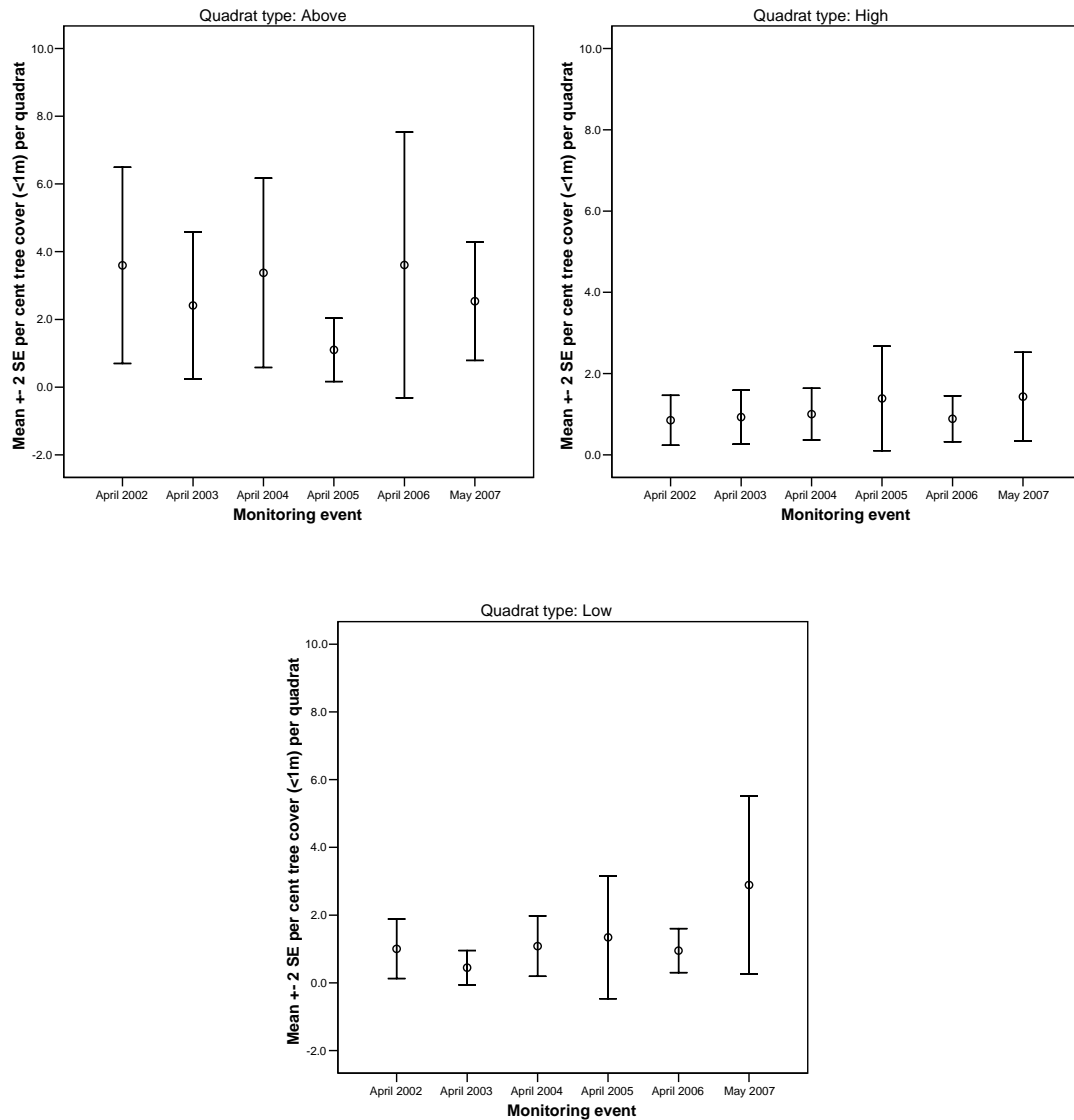 Quadrat type: Above
Mean +- 2 SE per cent tree cover (<1m) per quadrat
10.0
8.0
6.0
4.0
2.0
0.0
-2.0
April 2002 April 2003 April 2004 April 2005 April 2006 May 2007
Monitoring event
Quadrat type: High
Mean +- 2 SE per cent tree cover (<1m) per quadrat
10.0
8.0
6.0
4.0
2.0
0.0
April 2002 April 2003 April 2004 April 2005 April 2006 May 2007
Monitoring event
Quadrat type: Low
Mean +- 2 SE per cent tree cover (<1m) per quadrat
10.0
8.0
6.0
4.0
2.0
0.0
-2.0
April 2002 April 2003 April 2004 April 2005 April 2006 May 2007
Monitoring event